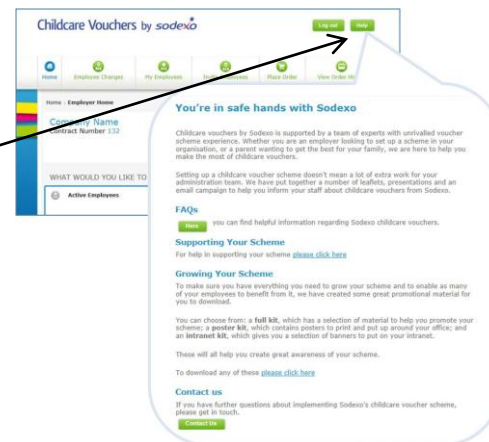 Childcare Vouchers by sodexo
Log out
Help
Home
Employee Changes
My Employees
Employees
Place Order
View Order
Home > Employer Home
Company Name
Contract Number 132
WHAT WOULD YOU LIKE TO
Active Employees
You're in safe hands with Sodexo
Childcare vouchers by Sodexo is supported by a team of experts with unrivalled voucher
scheme experience. Whether you are an employer looking to set up a scheme in your
organisation, or a parent wanting to get the best for your family, we are here to help you
make the most of childcare vouchers.
Setting up a childcare voucher scheme doesn't mean a lot of extra work for your
administration team. We have put together a number of leaflets, presentations and an
email campaign to help you inform your staff about childcare vouchers from Sodexo.
FAQs
Here you can find helpful information regarding Sodexo childcare vouchers.
Supporting Your Scheme
For help in supporting your scheme please click here
Growing Your Scheme
To make sure you have everything you need to grow your scheme and to enable as many
of your employees to benefit from it, we have created some great promotional material for
you to download.
You can choose from: a full kit, which has a selection of material to help you promote your
scheme; a poster kit, which contains posters to print and put up around your office; and
an intranet kit, which gives you a selection of banners to put on your intranet.
These will all help you create great awareness of your scheme.
To download any of these please click here
Contact us
If you have further questions about implementing Sodexo's childcare voucher scheme,
please get in touch.
Contact Us